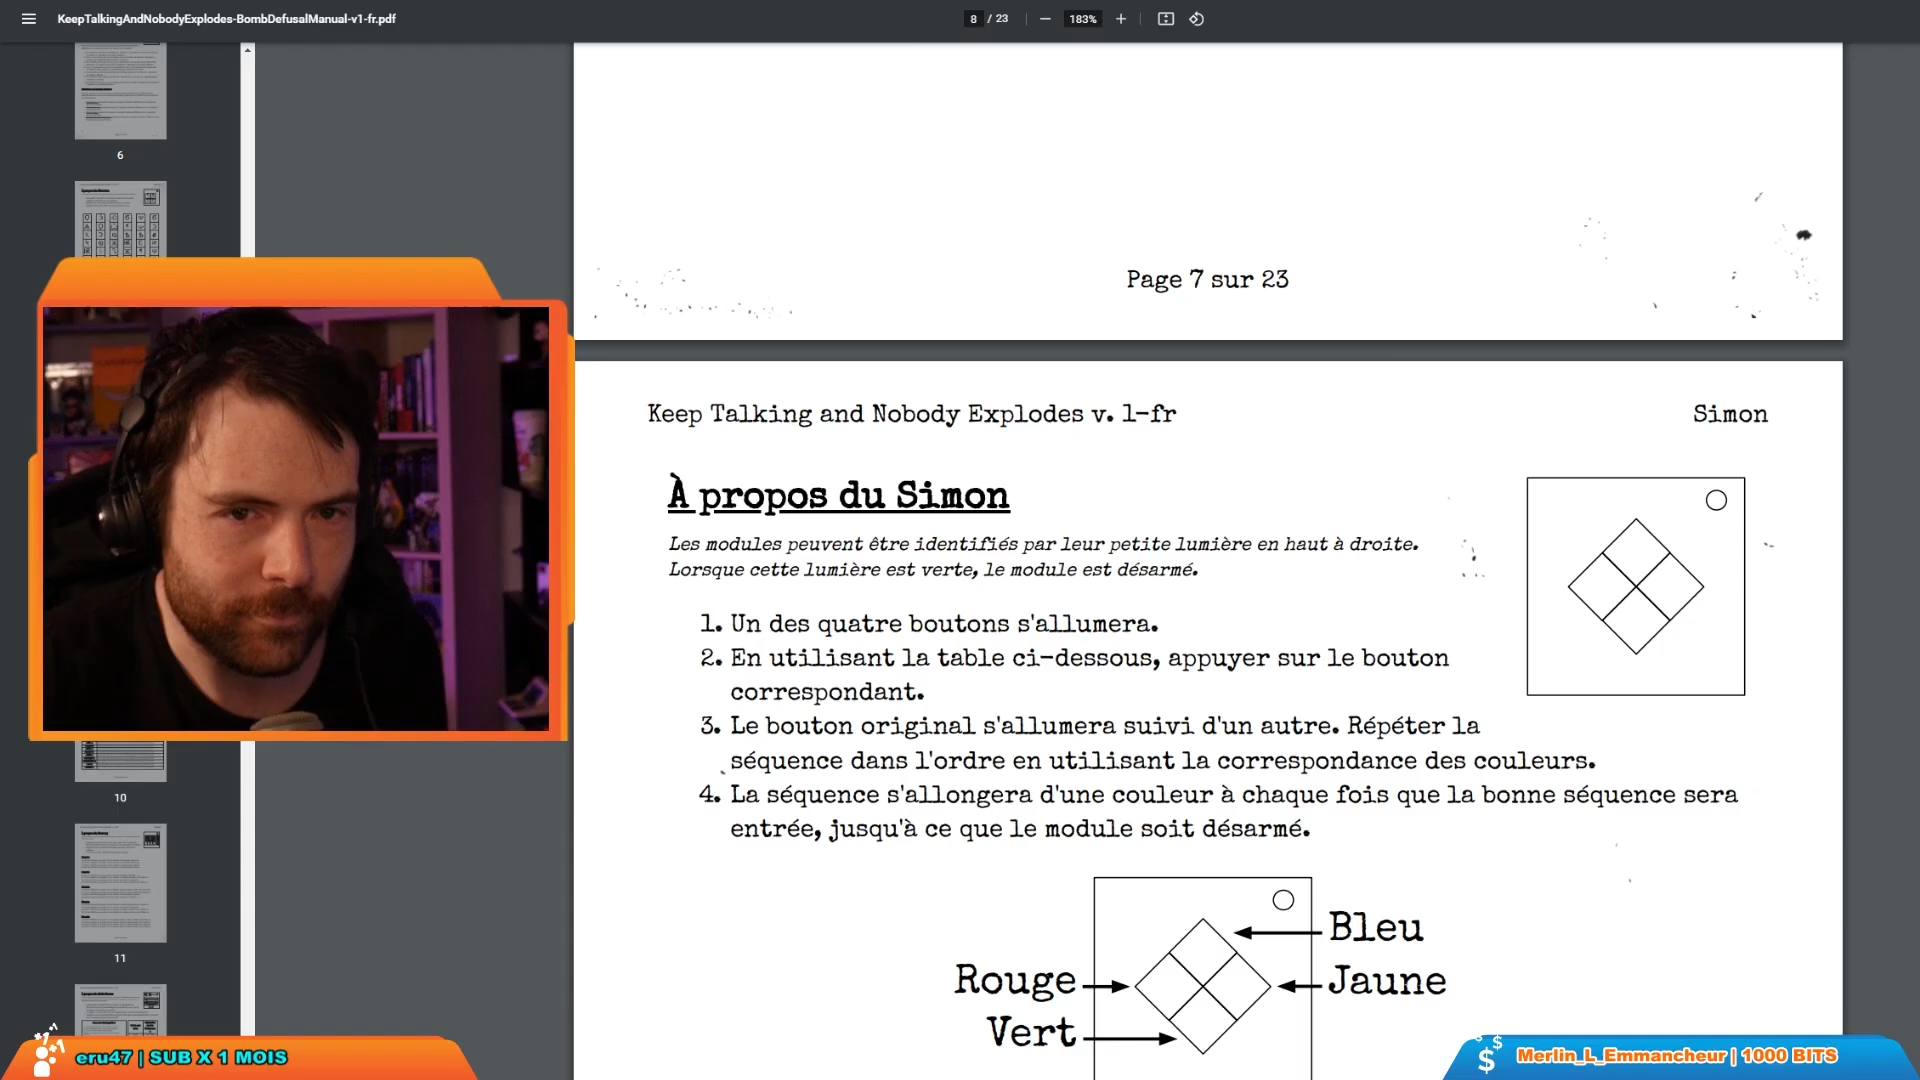 KeepTalkingAndNobodyExplodes-BombDefusalManual-v1-fr.pdf
8 / 23
183%
6
10
11
Page 7 sur 23
Keep Talking and Nobody Explodes v. 1-fr
Simon
À propos du Simon
Les modules peuvent être identifiés par leur petite lumière en haut à droite.
Lorsque cette lumière est verte, le module est désarmé.
1. Un des quatre boutons s'allumera.
2. En utilisant la table ci-dessous, appuyer sur le bouton
correspondant.
3. Le bouton original s'allumera suivi d'un autre. Répéter la
séquence dans l'ordre en utilisant la correspondance des couleurs.
4. La séquence s'allongera d'une couleur à chaque fois que la bonne séquence sera
entrée, jusqu'à ce que le module soit désarmé.
Bleu
Rouge
Jaune
Vert
eru47 | SUB X 1 MOIS
Merlin_L_Emmancheur | 1000 BITS